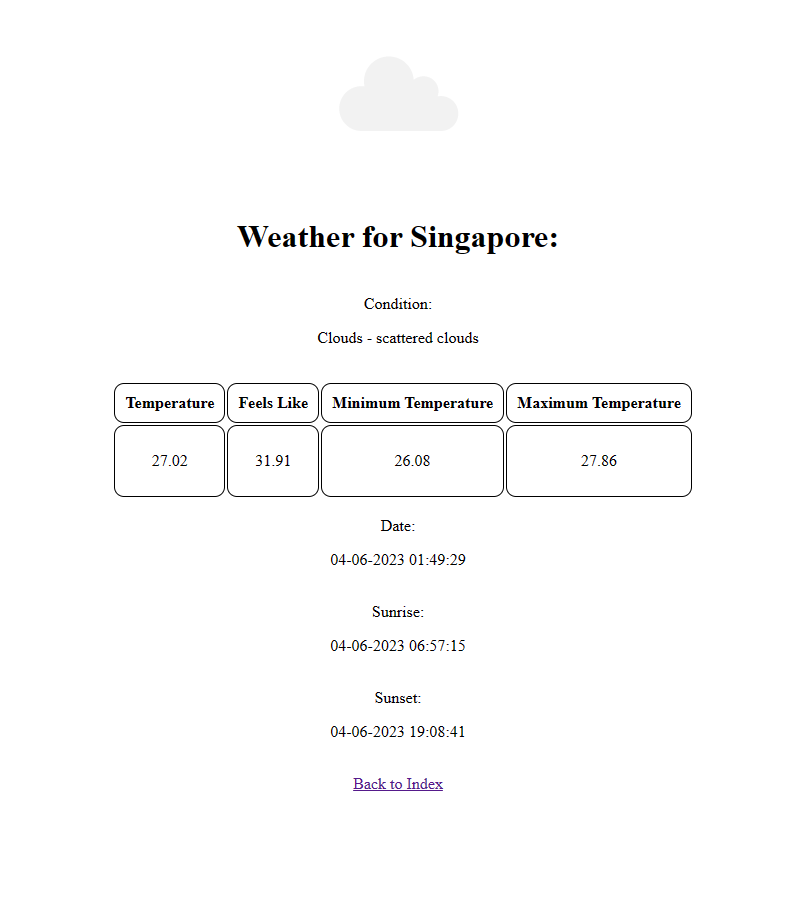 Weather for Singapore:
Condition:
Clouds - scattered clouds
Temperature Feels Like Minimum Temperature Maximum Temperature
27.02 31.91 26.08 27.86
Date:
04-06-2023 01:49:29
Sunrise:
04-06-2023 06:57:15
Sunset:
04-06-2023 19:08:41
Back to Index